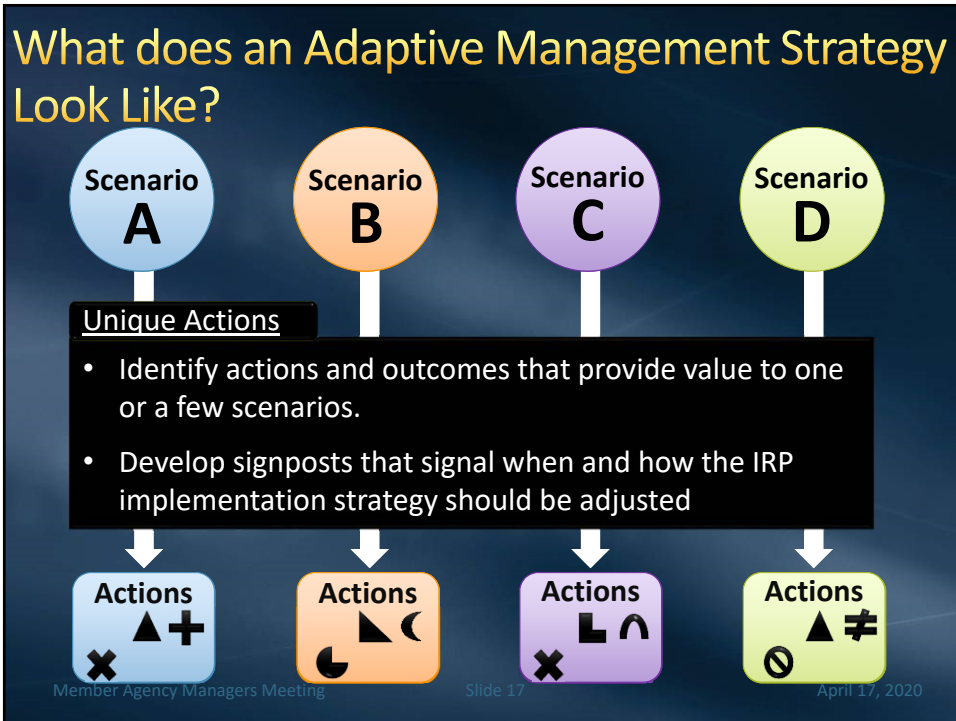 What does an Adaptive Management Strategy
Look Like?
Scenario
A
Scenario
B
Scenario
C
Scenario
D
Unique Actions
• Identify actions and outcomes that provide value to one
or a few scenarios.
• Develop signposts that signal when and how the IRP
implementation strategy should be adjusted
Actions
Actions
Actions
Actions
Member Agency Managers Meeting
Slide 17
April 17, 2020